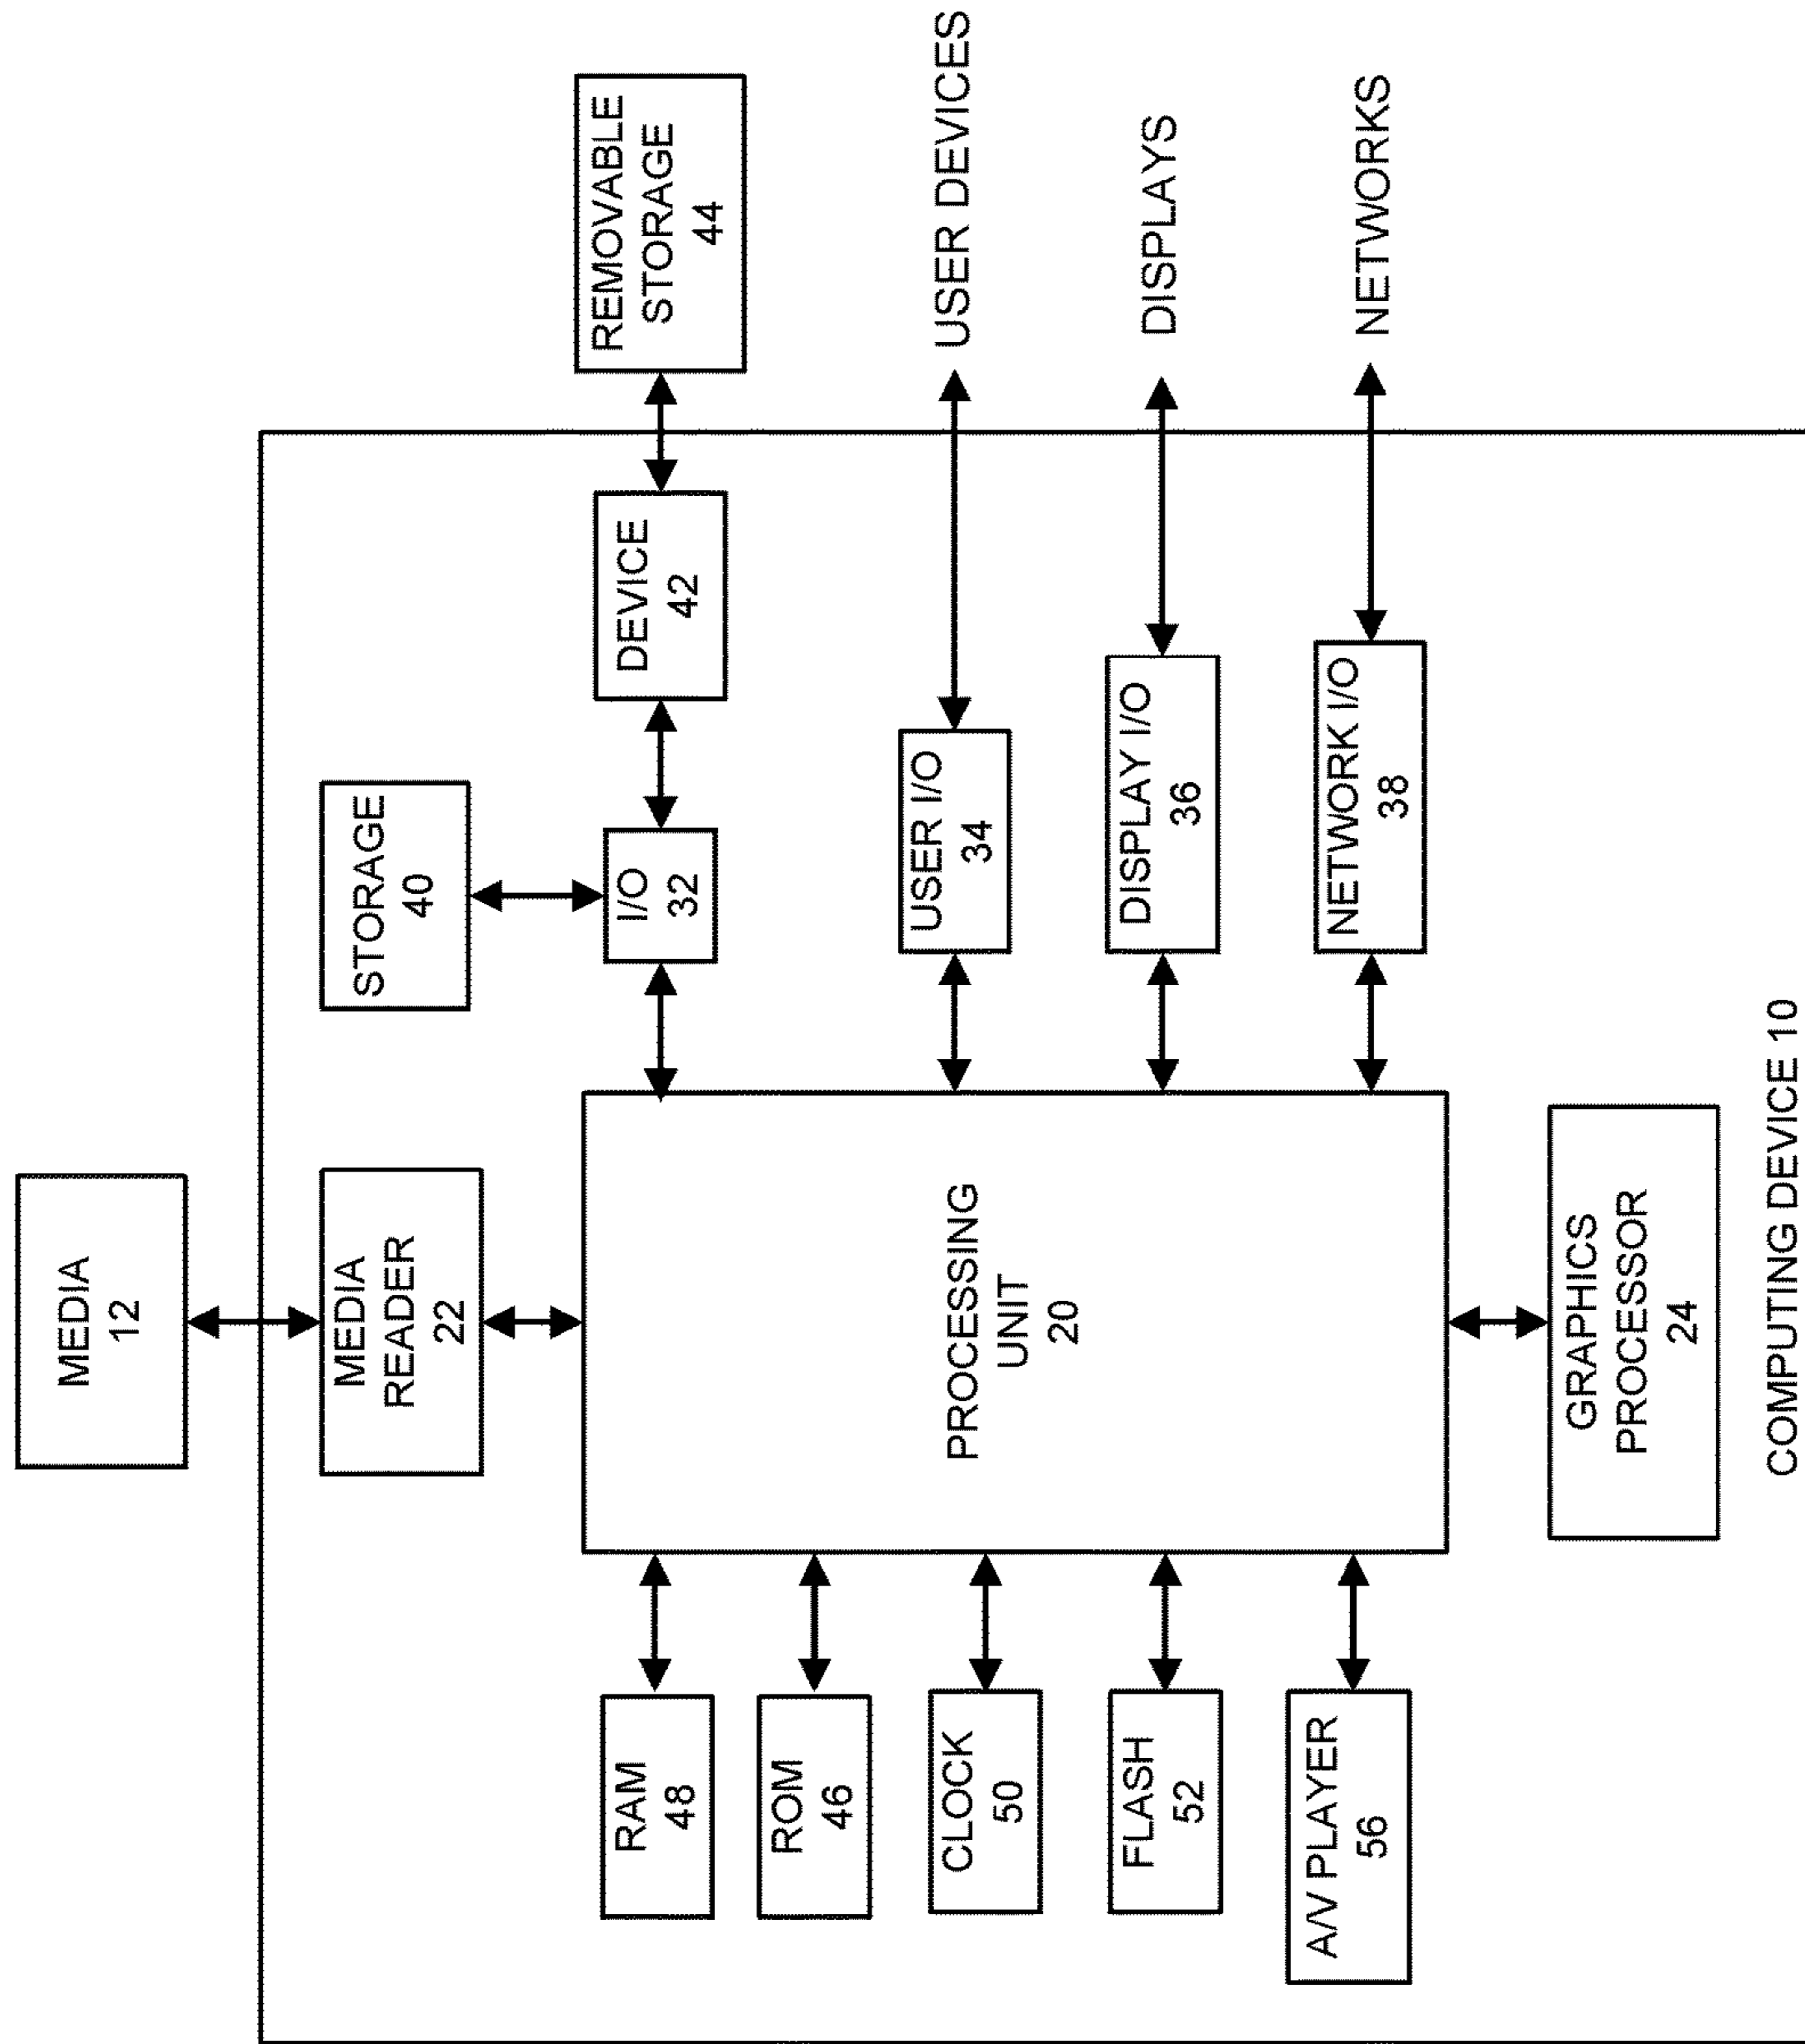 MEDIA
12
MEDIA
READER
22
STORAGE
40
RAM
48
ROM
46
CLOCK
50
FLASH
52
A/V PLAYER
56
PROCESSING
UNIT
20
I/O
32
DEVICE
42
REMOVABLE
STORAGE
44
USER I/O
34
USER DEVICES
DISPLAY I/O
36
DISPLAYS
NETWORK I/O
38
NETWORKS
GRAPHICS
PROCESSOR
24
COMPUTING DEVICE 10